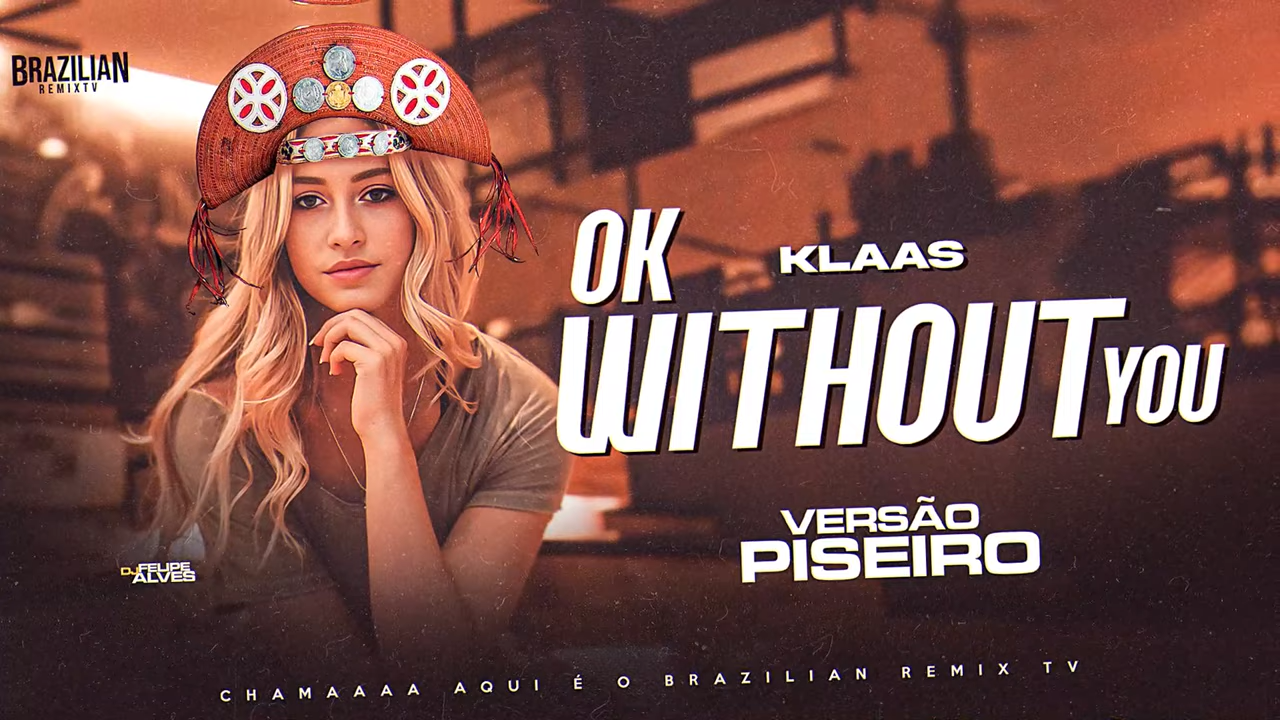 BRAZILIAN
REMIXTV
OK
KLAAS
WITHOUT YOU
VERSÃO
PISEIRO
DJ FELIPE
ALVES
CHAMAAAA AQUI É O BRAZILIAN REMIX TV